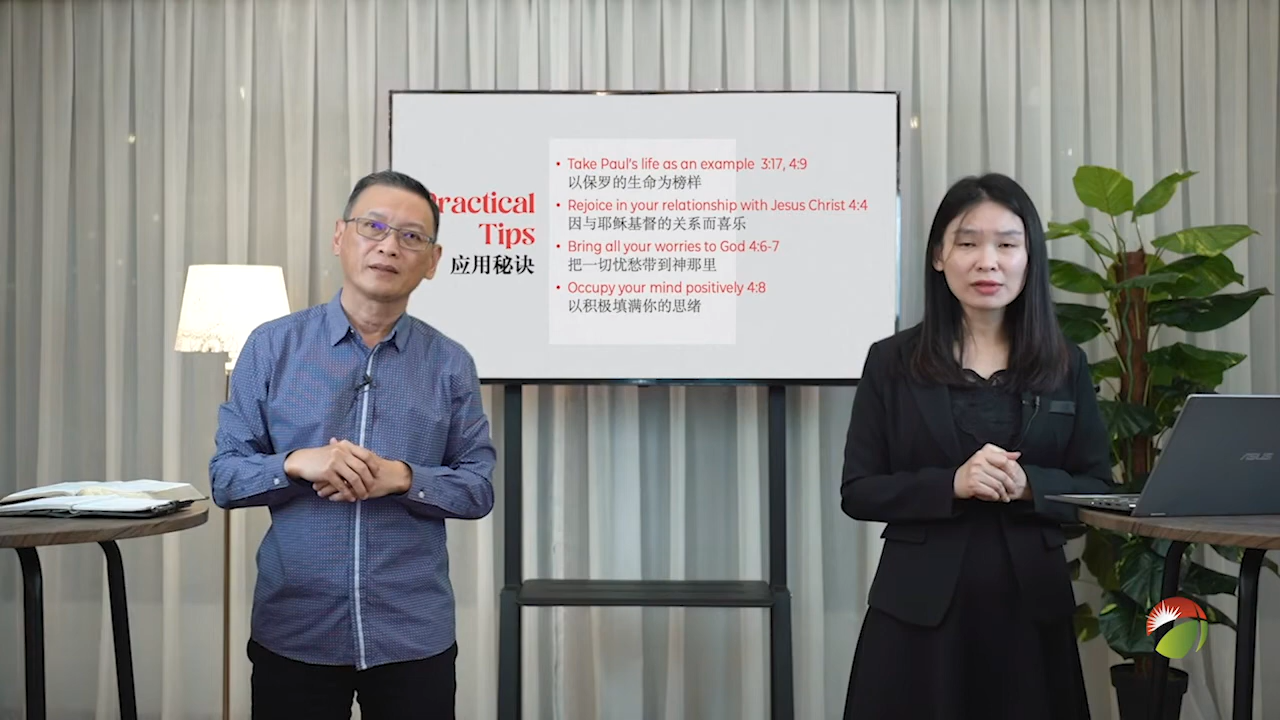 Practical
Tips
应用秘诀
• Take Paul's life as an example 3:17, 4:9
以保罗的生命为榜样
• Rejoice in your relationship with Jesus Christ 4:4
因与耶稣基督的关系而喜乐
• Bring all your worries to God 4:6-7
把一切忧愁带到神那里
• Occupy your mind positively 4:8
以积极填满你的思绪
ASUS